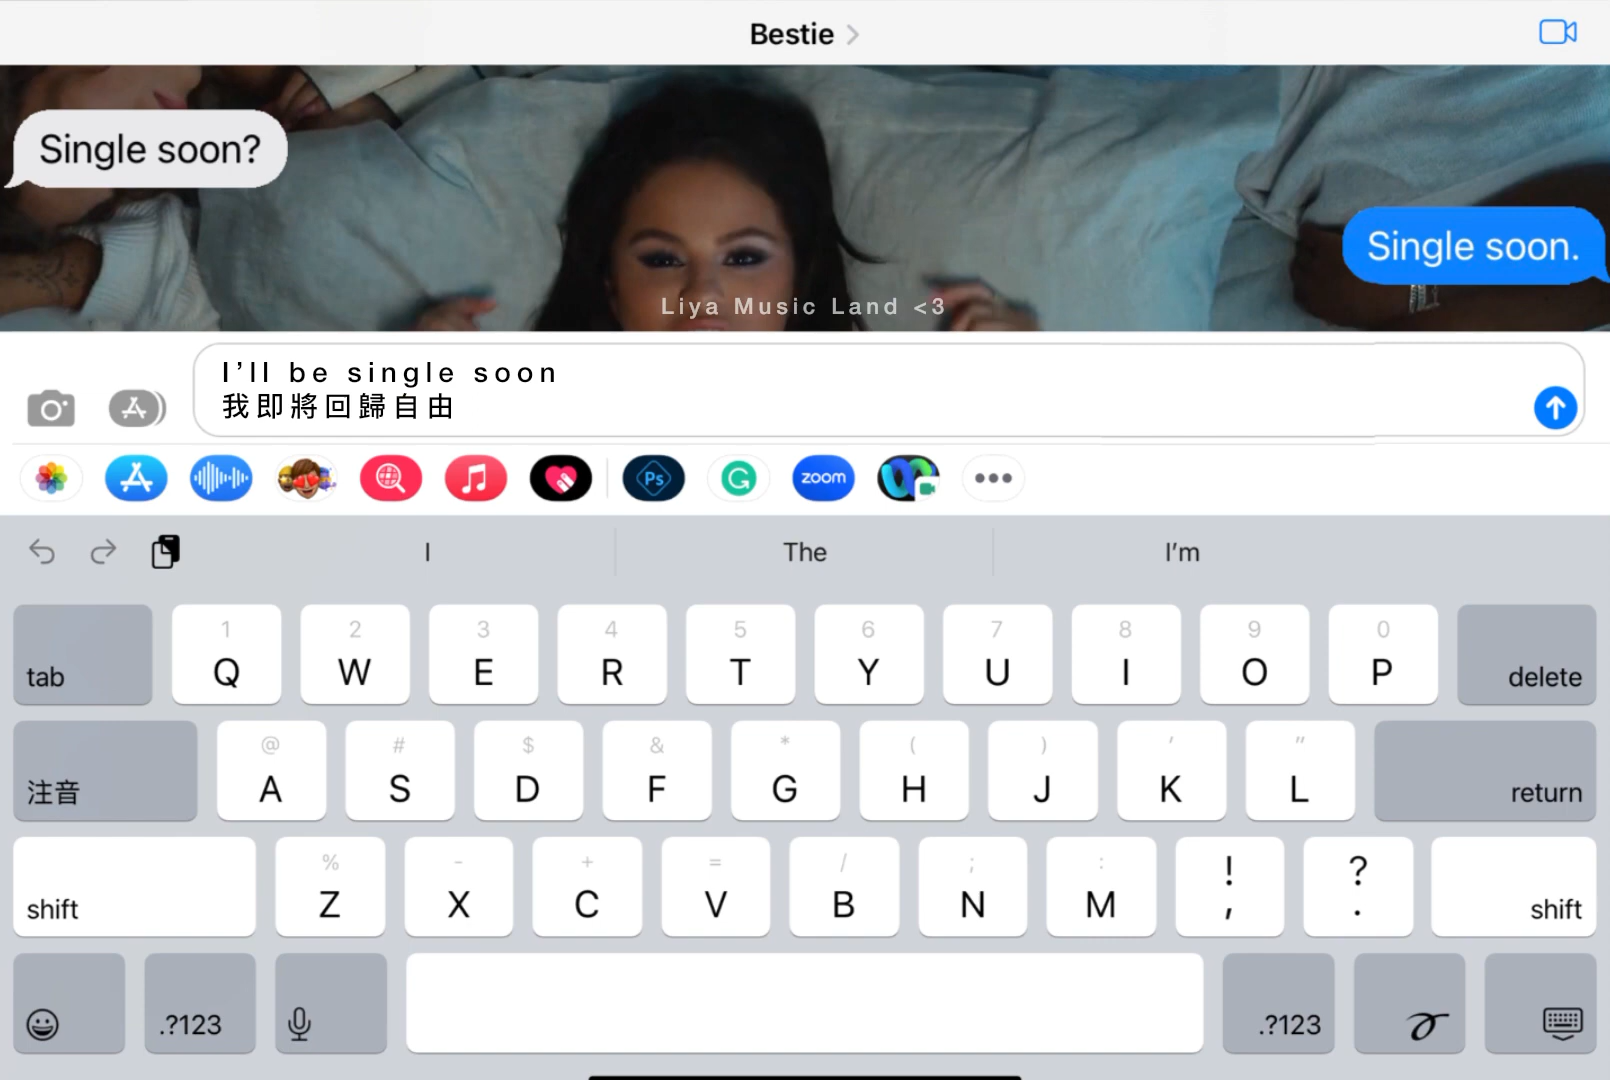 Bestie
Single soon?
Single soon.
Liya Music Land <3
I’ll be single soon
我即將回歸自由
Ps
zoom
I The I’m
tab 1 Q 2 W 3 E 4 R 5 T 6 Y 7 U 8 I 9 O 0 P delete
注音 @ A # S $ D & F * G ( H ) J ' K " L return
shift % Z - X + C = V / B ; N : M ! , ? . shift
.?123 .?123